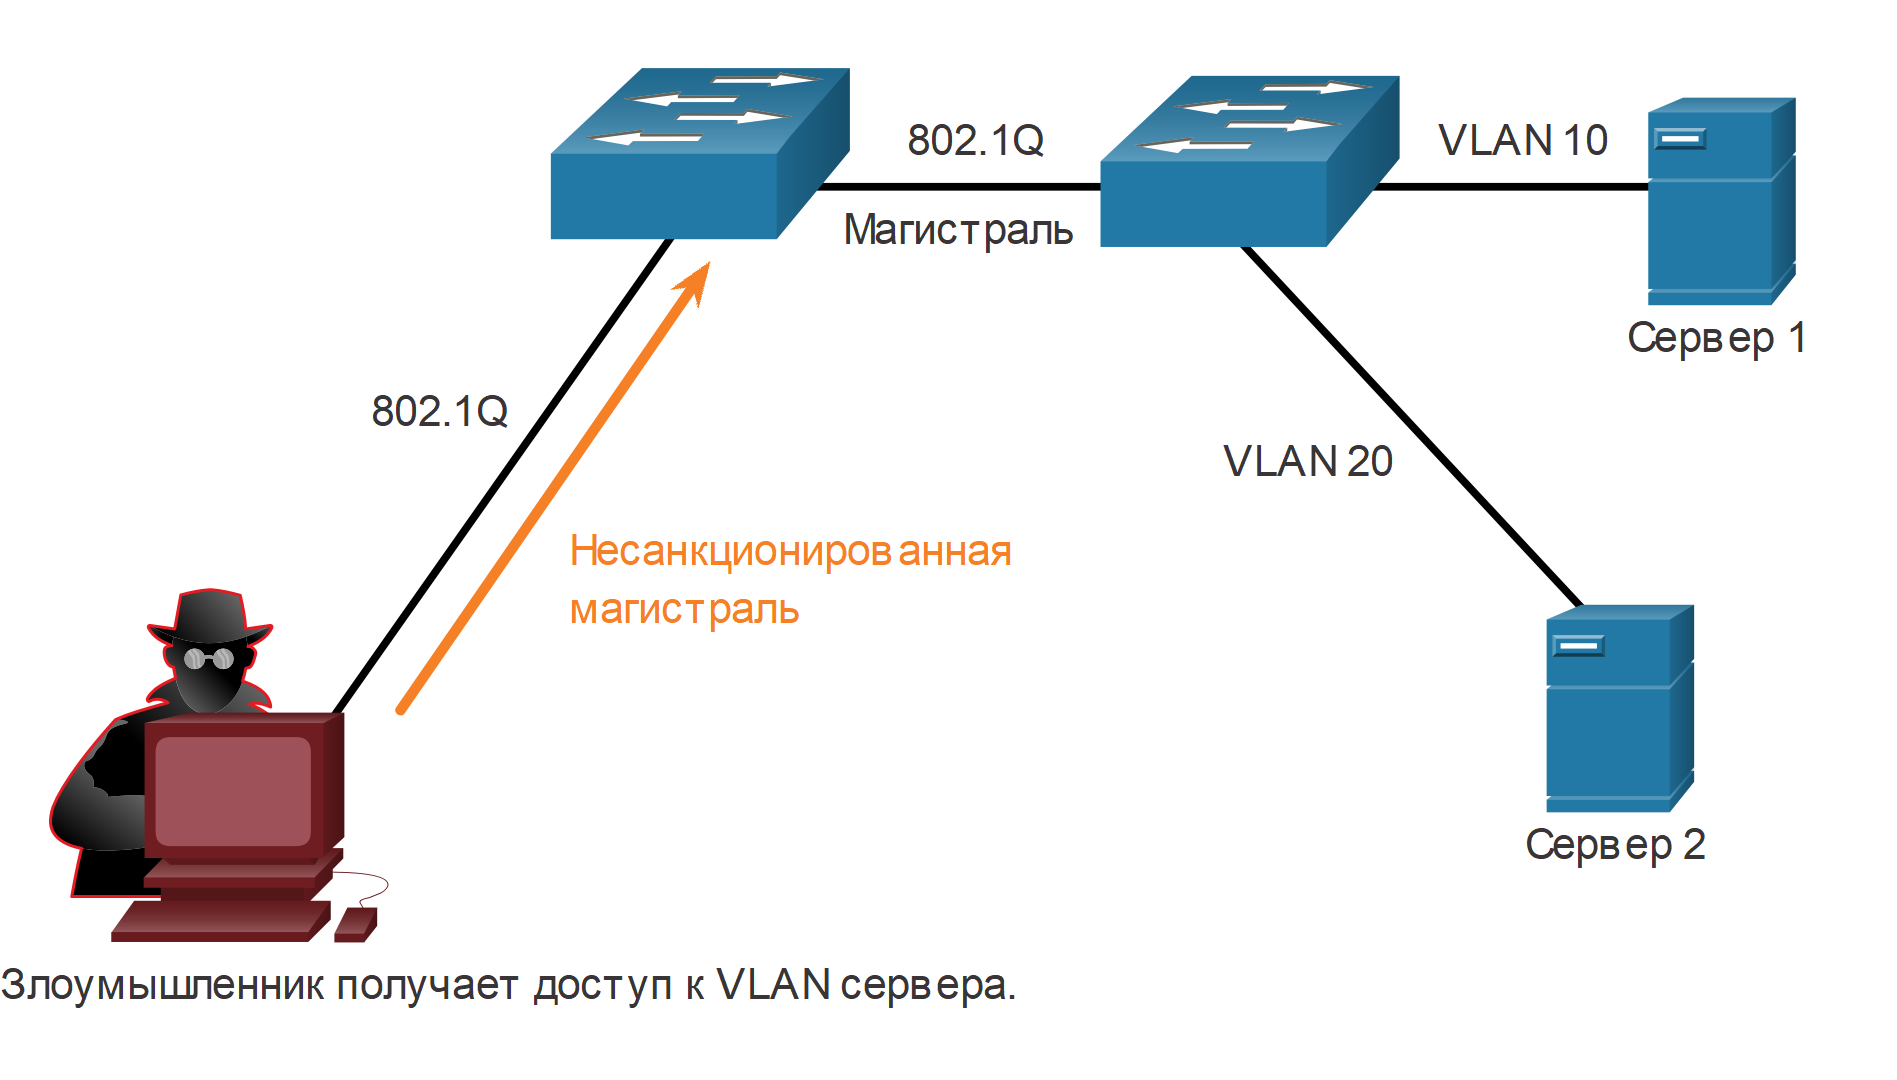 802.1Q
VLAN 10
Магистраль
Сервер 1
802.1Q
VLAN 20
Несанкционированная
магистраль
Сервер 2
Злоумышленник получает доступ к VLAN сервера.